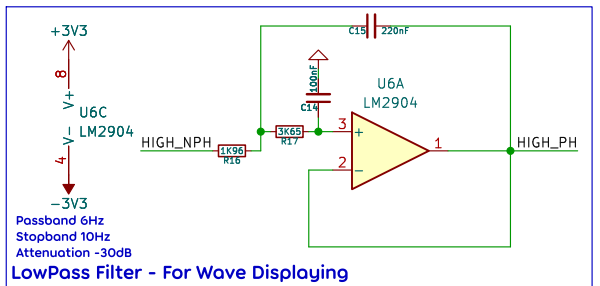 C15
220nF
+3V3
100nF
C14
U6A
LM2904
8
V+
U6C
LM2904
V-
4
-3V3
HIGH_NPH
1K96
R16
3K65
R17
3
+
2
-
1
HIGH_PH
Passband 6Hz
Stopband 10Hz
Attenuation -30dB
LowPass Filter - For Wave Displaying